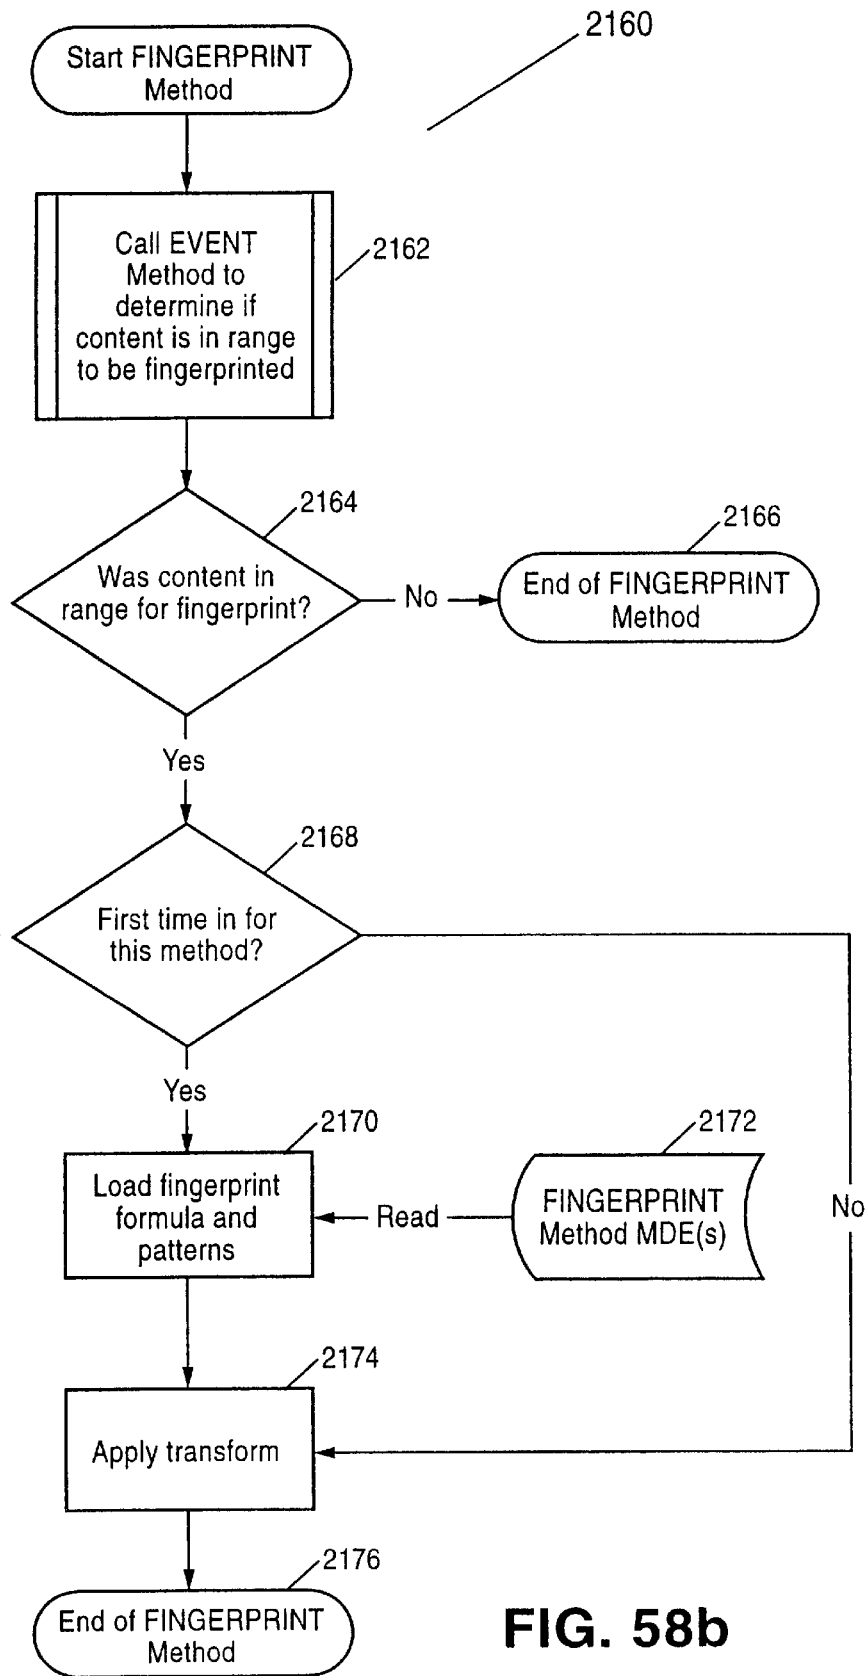 2160
Start FINGERPRINT
Method
Call EVENT
Method to
determine if
content is in range
to be fingerprinted
2162
2164
Was content in
range for fingerprint?
No
2166
End of FINGERPRINT
Method
Yes
2168
First time in for
this method?
Yes
2170
Load fingerprint
formula and
patterns
Read
2172
FINGERPRINT
Method MDE(s)
No
2174
Apply transform
2176
End of FINGERPRINT
Method
FIG. 58b